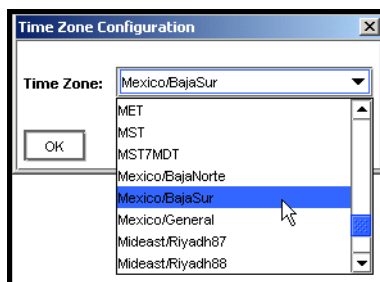 Time Zone Configuration
Time Zone: Mexico/BajaSur
MET
MST
OK
MST7MDT
Mexico/BajaNorte
Mexico/BajaSur
Mexico/General
Mideast/Riyadh87
Mideast/Riyadh88